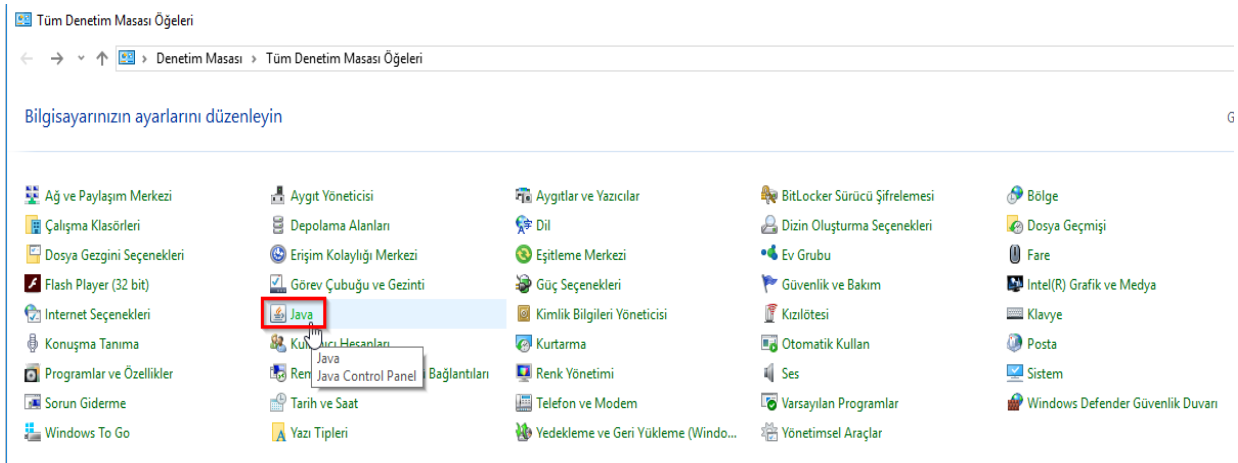 Tüm Denetim Masası Öğeleri
Denetim Masası > Tüm Denetim Masası Öğeleri
Bilgisayarınızın ayarlarını düzenleyin
G
Ağ ve Paylaşım Merkezi Aygıt Yöneticisi Aygıtlar ve Yazıcılar BitLocker Sürücü Şifrelemesi Bölge
Çalışma Klasörleri Depolama Alanları Dil Dizin Oluşturma Seçenekleri Dosya Geçmişi
Dosya Gezgini Seçenekleri Erişim Kolaylığı Merkezi Eşitleme Merkezi Ev Grubu Fare
Flash Player (32 bit) Görev Çubuğu ve Gezinti Güç Seçenekleri Güvenlik ve Bakım Intel(R) Grafik ve Medya
Internet Seçenekleri Java Kimlik Bilgileri Yöneticisi Kızılötesi Klavye
Konuşma Tanıma Hesapları Kurtarma Otomatik Kullan Posta
Java
Java Control Panel
Programlar ve Özellikler Bağlantıları Renk Yönetimi Ses Sistem
Sorun Giderme Tarih ve Saat Telefon ve Modem Varsayılan Programlar Windows Defender Güvenlik Duvarı
Windows To Go Yazı Tipleri Yedekleme ve Geri Yükleme (Windo... Yönetimsel Araçlar